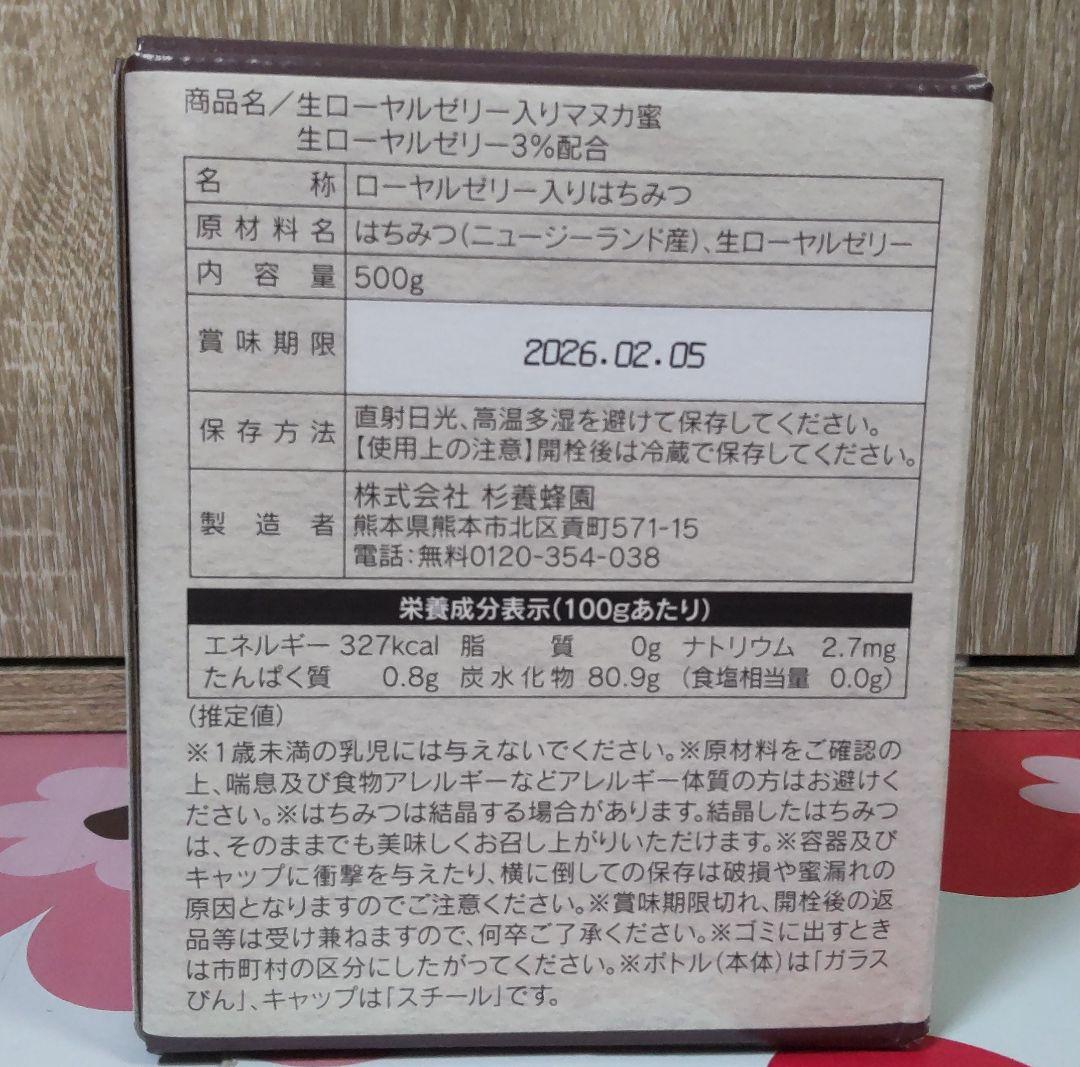 商品名／生ローヤルゼリー入りマヌカ蜜
生ローヤルゼリー3%配合
名称 ローヤルゼリー入りはちみつ
原材料名 はちみつ(ニュージーランド産)、生ローヤルゼリー
内容量 500g
賞味期限 2026.02.05
保存方法 直射日光、高温多湿を避けて保存してください。
【使用上の注意】開栓後は冷蔵で保存してください。
製造者 株式会社 杉養蜂園
熊本県熊本市北区貢町571-15
電話:無料0120-354-038
栄養成分表示(100gあたり)
エネルギー 327kcal 脂質 0g ナトリウム 2.7mg
たんぱく質 0.8g 炭水化物 80.9g (食塩相当量 0.0g)
(推定値)
※1歳未満の乳児には与えないでください。※原材料をご確認の
上、喘息及び食物アレルギーなどアレルギー体質の方はお避けく
ださい。※はちみつは結晶する場合があります。結晶したはちみつ
は、そのままでも美味しくお召し上がりいただけます。※容器及び
キャップに衝撃を与えたり、横に倒しての保存は破損や蜜漏れの
原因となりますのでご注意ください。※賞味期限切れ、開栓後の返
品等は受け兼ねますので、何卒ご了承ください。※ゴミに出すとき
は市町村の区分にしたがってください。※ボトル(本体)は「ガラス
びん」、キャップは「スチール」です。